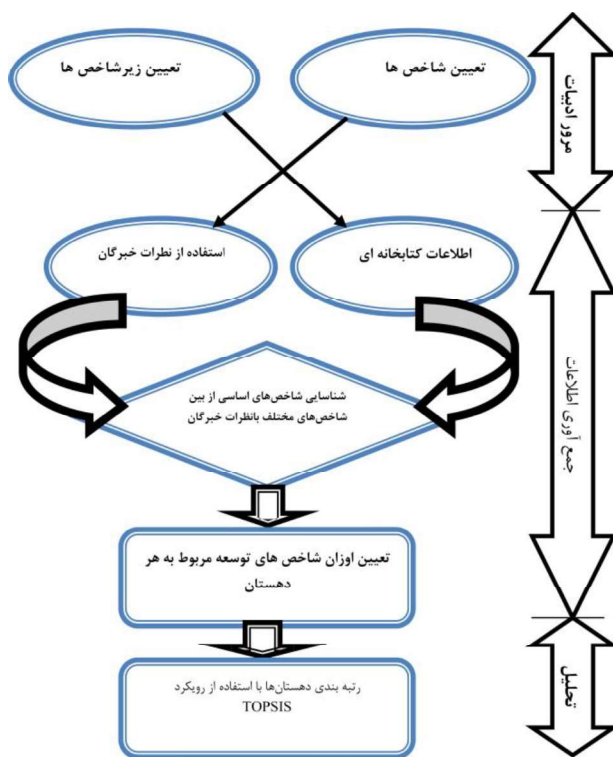 تعیین شاخص ها
تعیین زیرشاخص ها
مرور ادبیات
اطلاعات کتابخانه ای
استفاده از نظرات خبرگان
جمع آوری اطلاعات
شناسایی شاخص‌های اساسی از بین
شاخص‌های مختلف بانظرات خبرگان
تعیین اوزان شاخص های توسعه مربوط به هر
دهستان
تحلیل
رتبه بندی دهستان‌ها با استفاده از رویکرد
TOPSIS